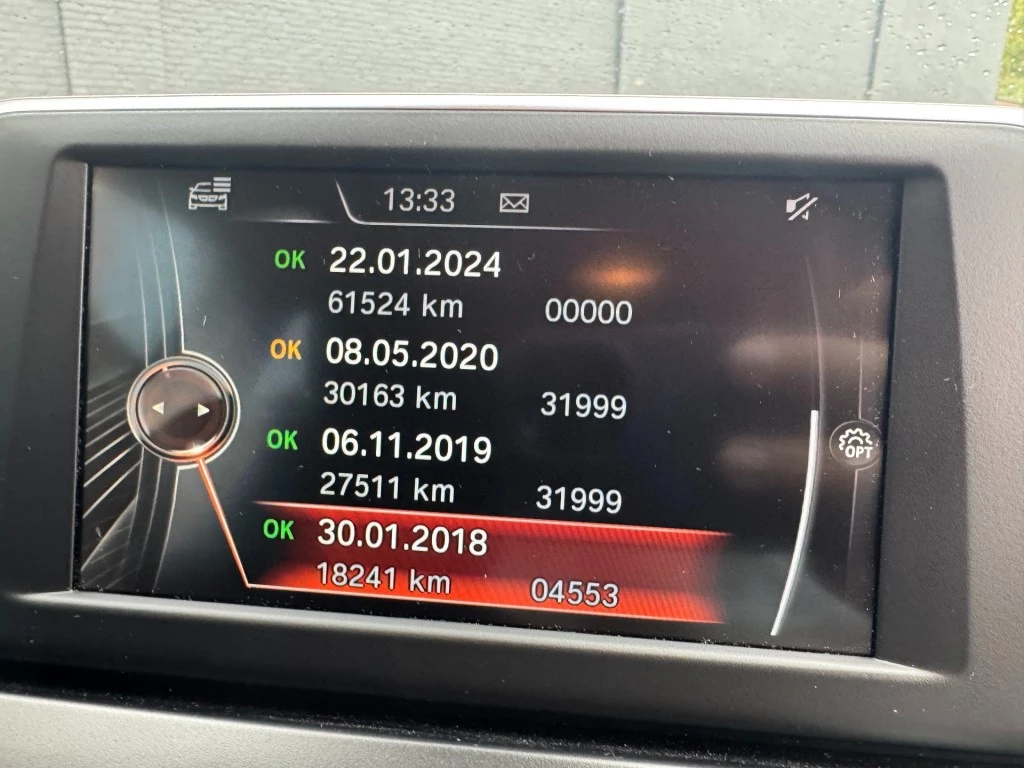 13:33
OK 22.01.2024
61524 km 00000
OK 08.05.2020
30163 km 31999
OK 06.11.2019
27511 km 31999
OPT
OK 30.01.2018
18241 km 04553